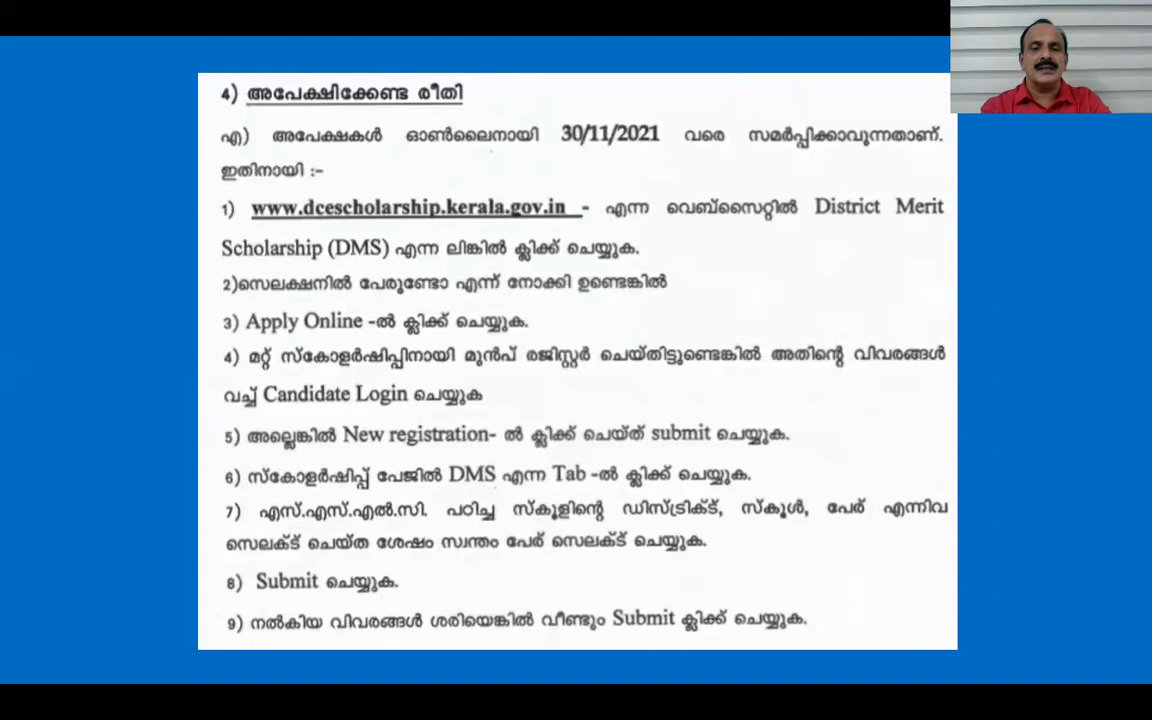 4) അപേക്ഷിക്കേണ്ട രീതി
എ) അപേക്ഷകൾ ഓൺലൈനായി 30/11/2021 വരെ സമർപ്പിക്കാവുന്നതാണ്.
ഇതിനായി :-
1) www.dcescholarship.kerala.gov.in - എന്ന വെബ്സൈറ്റിൽ District Merit
Scholarship (DMS) എന്ന ലിങ്കിൽ ക്ലിക്ക് ചെയ്യുക.
2)സെലക്ഷനിൽ പേരുണ്ടോ എന്ന് നോക്കി ഉണ്ടെങ്കിൽ
3) Apply Online -ൽ ക്ലിക്ക് ചെയ്യുക.
4) മറ്റ് സ്കോളർഷിപ്പിനായി മുൻപ് രജിസ്റ്റർ ചെയ്തിട്ടുണ്ടെങ്കിൽ അതിന്റെ വിവരങ്ങൾ
വച്ച് Candidate Login ചെയ്യുക
5) അല്ലെങ്കിൽ New registration- ൽ ക്ലിക്ക് ചെയ്ത് submit ചെയ്യുക.
6) സ്കോളർഷിപ്പ് പേജിൽ DMS എന്ന Tab -ൽ ക്ലിക്ക് ചെയ്യുക.
7) എസ്.എസ്.എൽ.സി. പഠിച്ച സ്കൂളിന്റെ ഡിസ്ട്രിക്ട്, സ്കൂൾ, പേര് എന്നിവ
സെലക്ട് ചെയ്ത ശേഷം സ്വന്തം പേര് സെലക്ട് ചെയ്യുക.
8) Submit ചെയ്യുക.
9) നൽകിയ വിവരങ്ങൾ ശരിയെങ്കിൽ വീണ്ടും Submit ക്ലിക്ക് ചെയ്യുക.